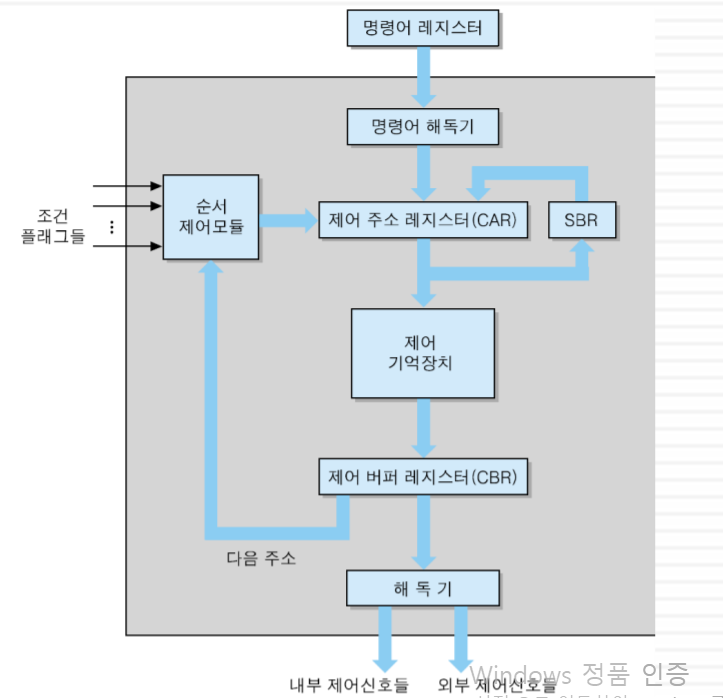 명령어 레지스터
명령어 해독기
순서
제어모듈
제어 주소 레지스터(CAR)
SBR
조건
플래그들
⋮
제어
기억장치
제어 버퍼 레지스터(CBR)
다음 주소
해 독 기
내부 제어신호들
외부 제어신호들
Windows 정품 인증